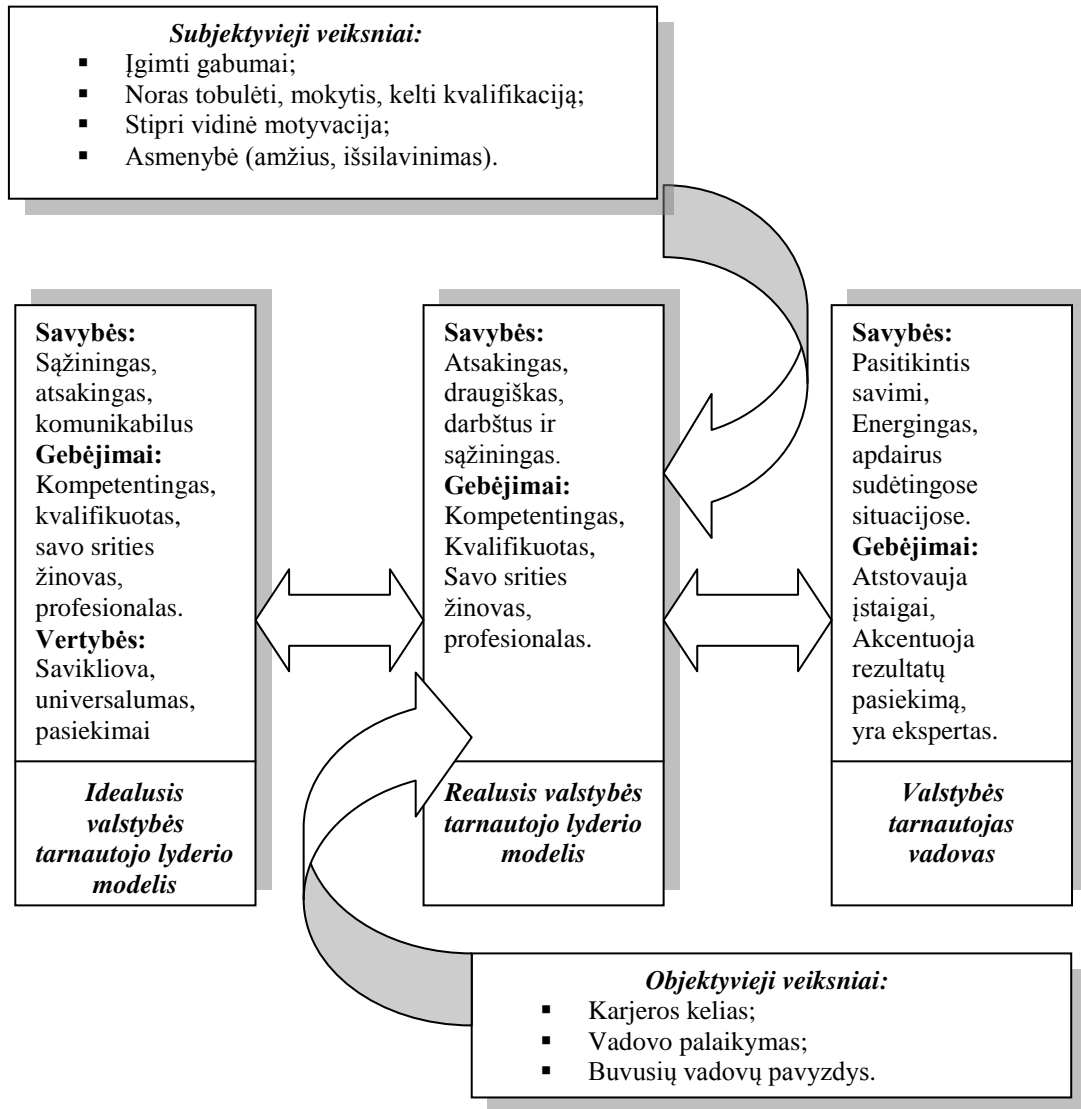 Subjektyvieji veiksniai:
▪ Įgimti gabumai;
▪ Noras tobulėti, mokytis, kelti kvalifikaciją;
▪ Stipri vidinė motyvacija;
▪ Asmenybė (amžius, išsilavinimas).
Savybės:
Sąžiningas,
atsakingas,
komunikabilus
Gebėjimai:
Kompetentingas,
kvalifikuotas,
savo srities
žinovas,
profesionalas.
Vertybės:
Savikliova,
universalumas,
pasiekimai
Idealusis
valstybės
tarnautojo lyderio
modelis
Savybės:
Atsakingas,
draugiškas,
darbštus ir
sąžiningas.
Gebėjimai:
Kompetentingas,
Kvalifikuotas,
Savo srities
žinovas,
profesionalas.
Realusis valstybės
tarnautojo lyderio
modelis
Savybės:
Pasitikintis
savimi,
Energingas,
apdairus
sudėtingose
situacijose.
Gebėjimai:
Atstovauja
įstaigai,
Akcentuoja
rezultatų
pasiekimą,
yra ekspertas.
Valstybės
tarnautojas
vadovas
Objektyvieji veiksniai:
▪ Karjeros kelias;
▪ Vadovo palaikymas;
▪ Buvusių vadovų pavyzdys.